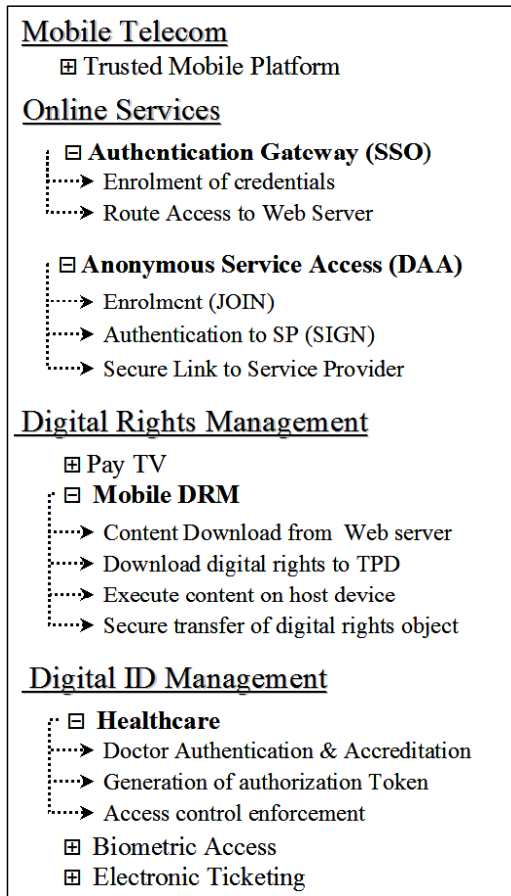 Mobile Telecom
⊞ Trusted Mobile Platform
Online Services
⊟ Authentication Gateway (SSO)
Enrolment of credentials
Route Access to Web Server
⊟ Anonymous Service Access (DAA)
Enrolment (JOIN)
Authentication to SP (SIGN)
Secure Link to Service Provider
Digital Rights Management
⊞ Pay TV
⊟ Mobile DRM
Content Download from Web server
Download digital rights to TPD
Execute content on host device
Secure transfer of digital rights object
Digital ID Management
⊟ Healthcare
Doctor Authentication & Accreditation
Generation of authorization Token
Access control enforcement
⊞ Biometric Access
⊞ Electronic Ticketing